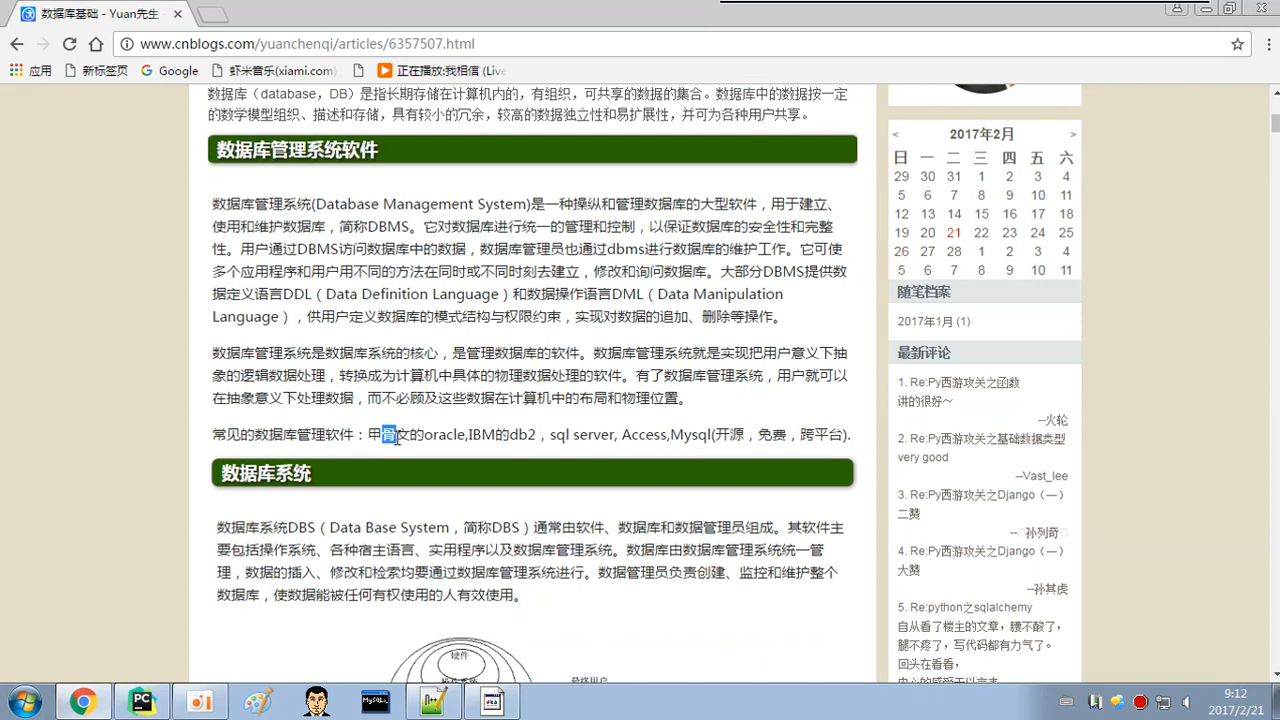 数据库基础 - Yuan先生
www.cnblogs.com/yuanchenqi/articles/6357507.html
应用 新标签页 Google 虾米音乐(xiami.com) 正在播放:我相信 (Live
数据库（database，DB）是指长期存储在计算机内的，有组织，可共享的数据的集合。数据库中的数据按一定
的数学模型组织、描述和存储，具有较小的冗余，较高的数据独立性和易扩展性，并可为各种用户共享。
数据库管理系统软件
数据库管理系统(Database Management System)是一种操纵和管理数据库的大型软件，用于建立、
使用和维护数据库，简称DBMS。它对数据库进行统一的管理和控制，以保证数据库的安全性和完整
性。用户通过DBMS访问数据库中的数据，数据库管理员也通过dbms进行数据库的维护工作。它可使
多个应用程序和用户用不同的方法在同时或不同时刻去建立，修改和询问数据库。大部分DBMS提供数
据定义语言DDL（Data Definition Language）和数据操作语言DML（Data Manipulation
Language），供用户定义数据库的模式结构与权限约束，实现对数据的追加、删除等操作。
数据库管理系统是数据库系统的核心，是管理数据库的软件。数据库管理系统就是实现把用户意义下抽
象的逻辑数据处理，转换成为计算机中具体的物理数据处理的软件。有了数据库管理系统，用户就可以
在抽象意义下处理数据，而不必顾及这些数据在计算机中的布局和物理位置。
常见的数据库管理软件：甲骨文的oracle,IBM的db2，sql server, Access,Mysql(开源，免费，跨平台).
数据库系统
数据库系统DBS（Data Base System，简称DBS）通常由软件、数据库和数据管理员组成。其软件主
要包括操作系统、各种宿主语言、实用程序以及数据库管理系统。数据库由数据库管理系统统一管
理，数据的插入、修改和检索均要通过数据库管理系统进行。数据管理员负责创建、监控和维护整个
数据库，使数据能被任何有权使用的人有效使用。
硬件
< 2017年2月 >
日 一 二 三 四 五 六
29 30 31 1 2 3 4
5 6 7 8 9 10 11
12 13 14 15 16 17 18
19 20 21 22 23 24 25
26 27 28 1 2 3 4
5 6 7 8 9 10 11
随笔档案
2017年1月 (1)
最新评论
1. Re:Py西游攻关之函数
讲的很好~
--火轮
2. Re:Py西游攻关之基础数据类型
very good
--Vast_lee
3. Re:Py西游攻关之Django（一）
二赞
--孙列奇
4. Re:Py西游攻关之Django（一）
大赞
--孙其虎
5. Re:python之sqlalchemy
自从看了楼主的文章，腰不酸了，
腿不疼了，写代码都有力气了。
回头在看看，
9:12
2017/2/21